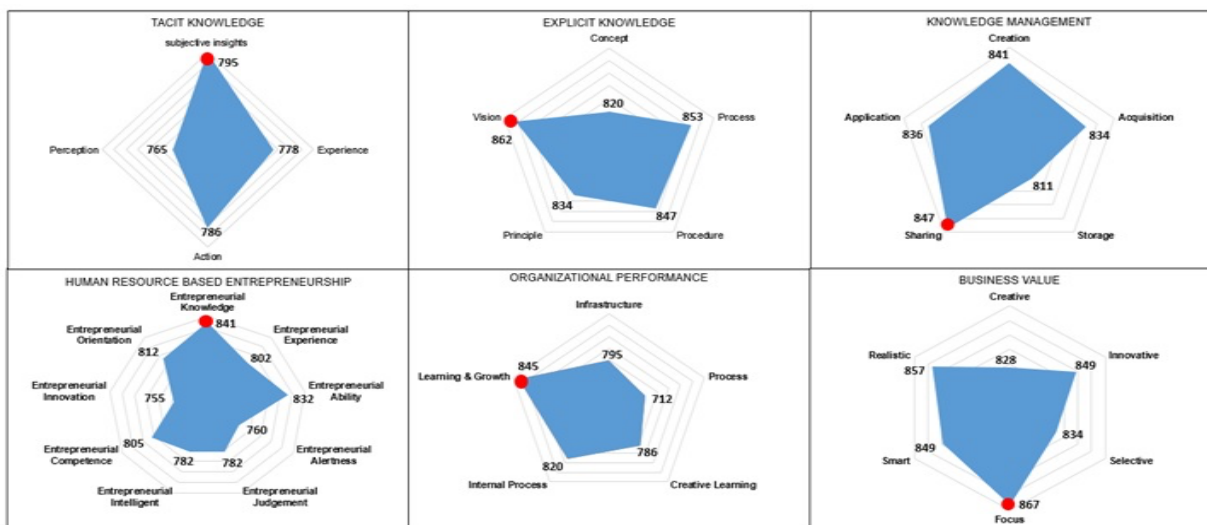 TACIT KNOWLEDGE
subjective insights
795
Perception
765
778
Experience
786
Action
EXPLICIT KNOWLEDGE
Concept
820
Vision
862
853
Process
834
847
Principle
Procedure
KNOWLEDGE MANAGEMENT
Creation
841
Application
836
Acquisition
834
811
847
Sharing
Storage
HUMAN RESOURCE BASED ENTREPRENEURSHIP
Entrepreneurial
Knowledge
841
Entrepreneurial
Orientation
812
Entrepreneurial
Experience
802
Entrepreneurial
Innovation
755
832
Entrepreneurial
Ability
760
Entrepreneurial
Competence
805
Entrepreneurial
Alertness
782
782
Entrepreneurial
Intelligent
Entrepreneurial
Judgement
ORGANIZATIONAL PERFORMANCE
Infrastructure
795
845
Learning & Growth
Process
712
786
820
Internal Process
Creative Learning
BUSINESS VALUE
Creative
828
Realistic
857
Innovative
849
834
849
Smart
Selective
867
Focus